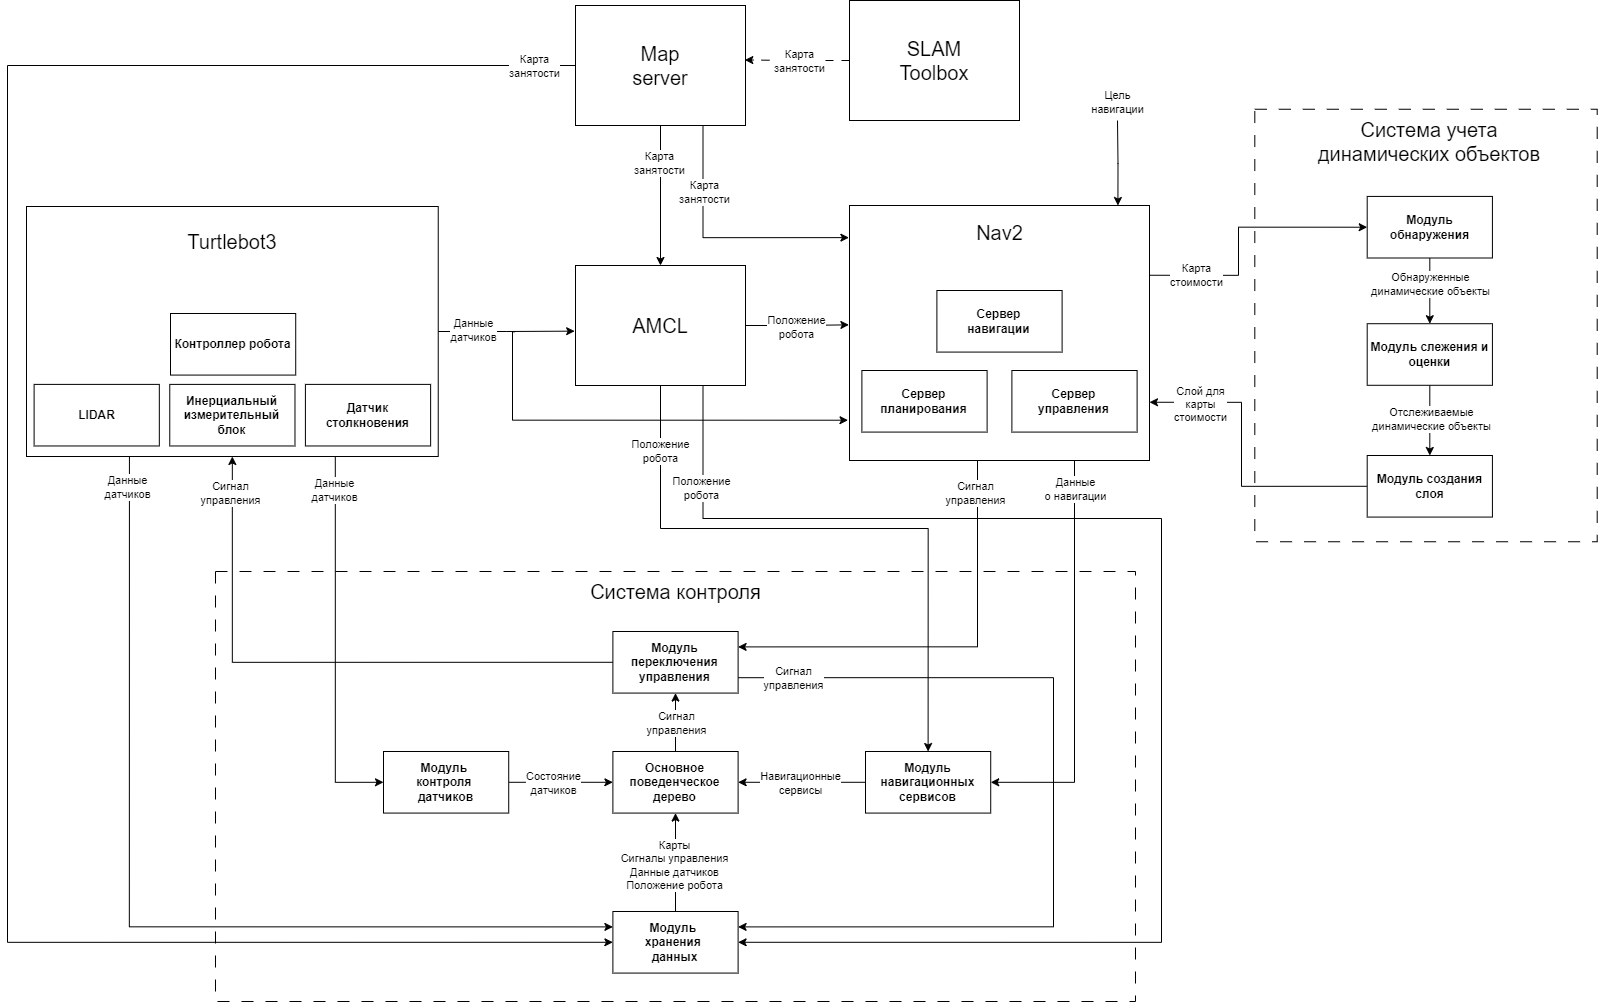 Map
server
SLAM
Toolbox
Карта
занятости
Карта
занятости
Цель
навигации
Система учета
динамических объектов
Карта
занятости
Карта
занятости
Turtlebot3
Контроллер робота
LIDAR
Инерциальный
измерительный
блок
Датчик
столкновения
Данные
датчиков
AMCL
Положение
робота
Nav2
Сервер
навигации
Сервер
планирования
Сервер
управления
Карта
стоимости
Модуль
обнаружения
Обнаруженные
динамические объекты
Модуль слежения и
оценки
Слой для
карты
стоимости
Отслеживаемые
динамические объекты
Модуль создания
слоя
Данные
датчиков
Сигнал
управления
Данные
датчиков
Положение
робота
Положение
робота
Сигнал
управления
Данные
о навигации
Система контроля
Модуль
переключения
управления
Сигнал
управления
Сигнал
управления
Модуль
контроля
датчиков
Состояние
датчиков
Основное
поведенческое
дерево
Навигационные
сервисы
Модуль
навигационных
сервисов
Карты
Сигналы управления
Данные датчиков
Положение робота
Модуль
хранения
данных